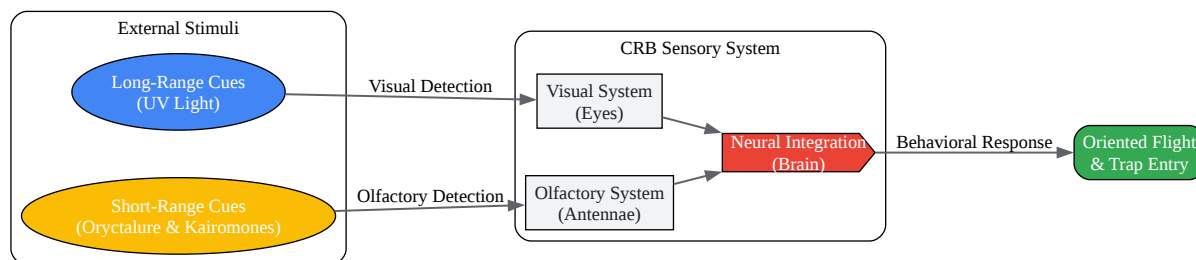 External Stimuli
Long-Range Cues
(UV Light)
Short-Range Cues
(Oryctalure & Kairomones)
Visual Detection
Olfactory Detection
CRB Sensory System
Visual System
(Eyes)
Olfactory System
(Antennae)
Neural Integration
(Brain)
Behavioral Response
Oriented Flight
& Trap Entry